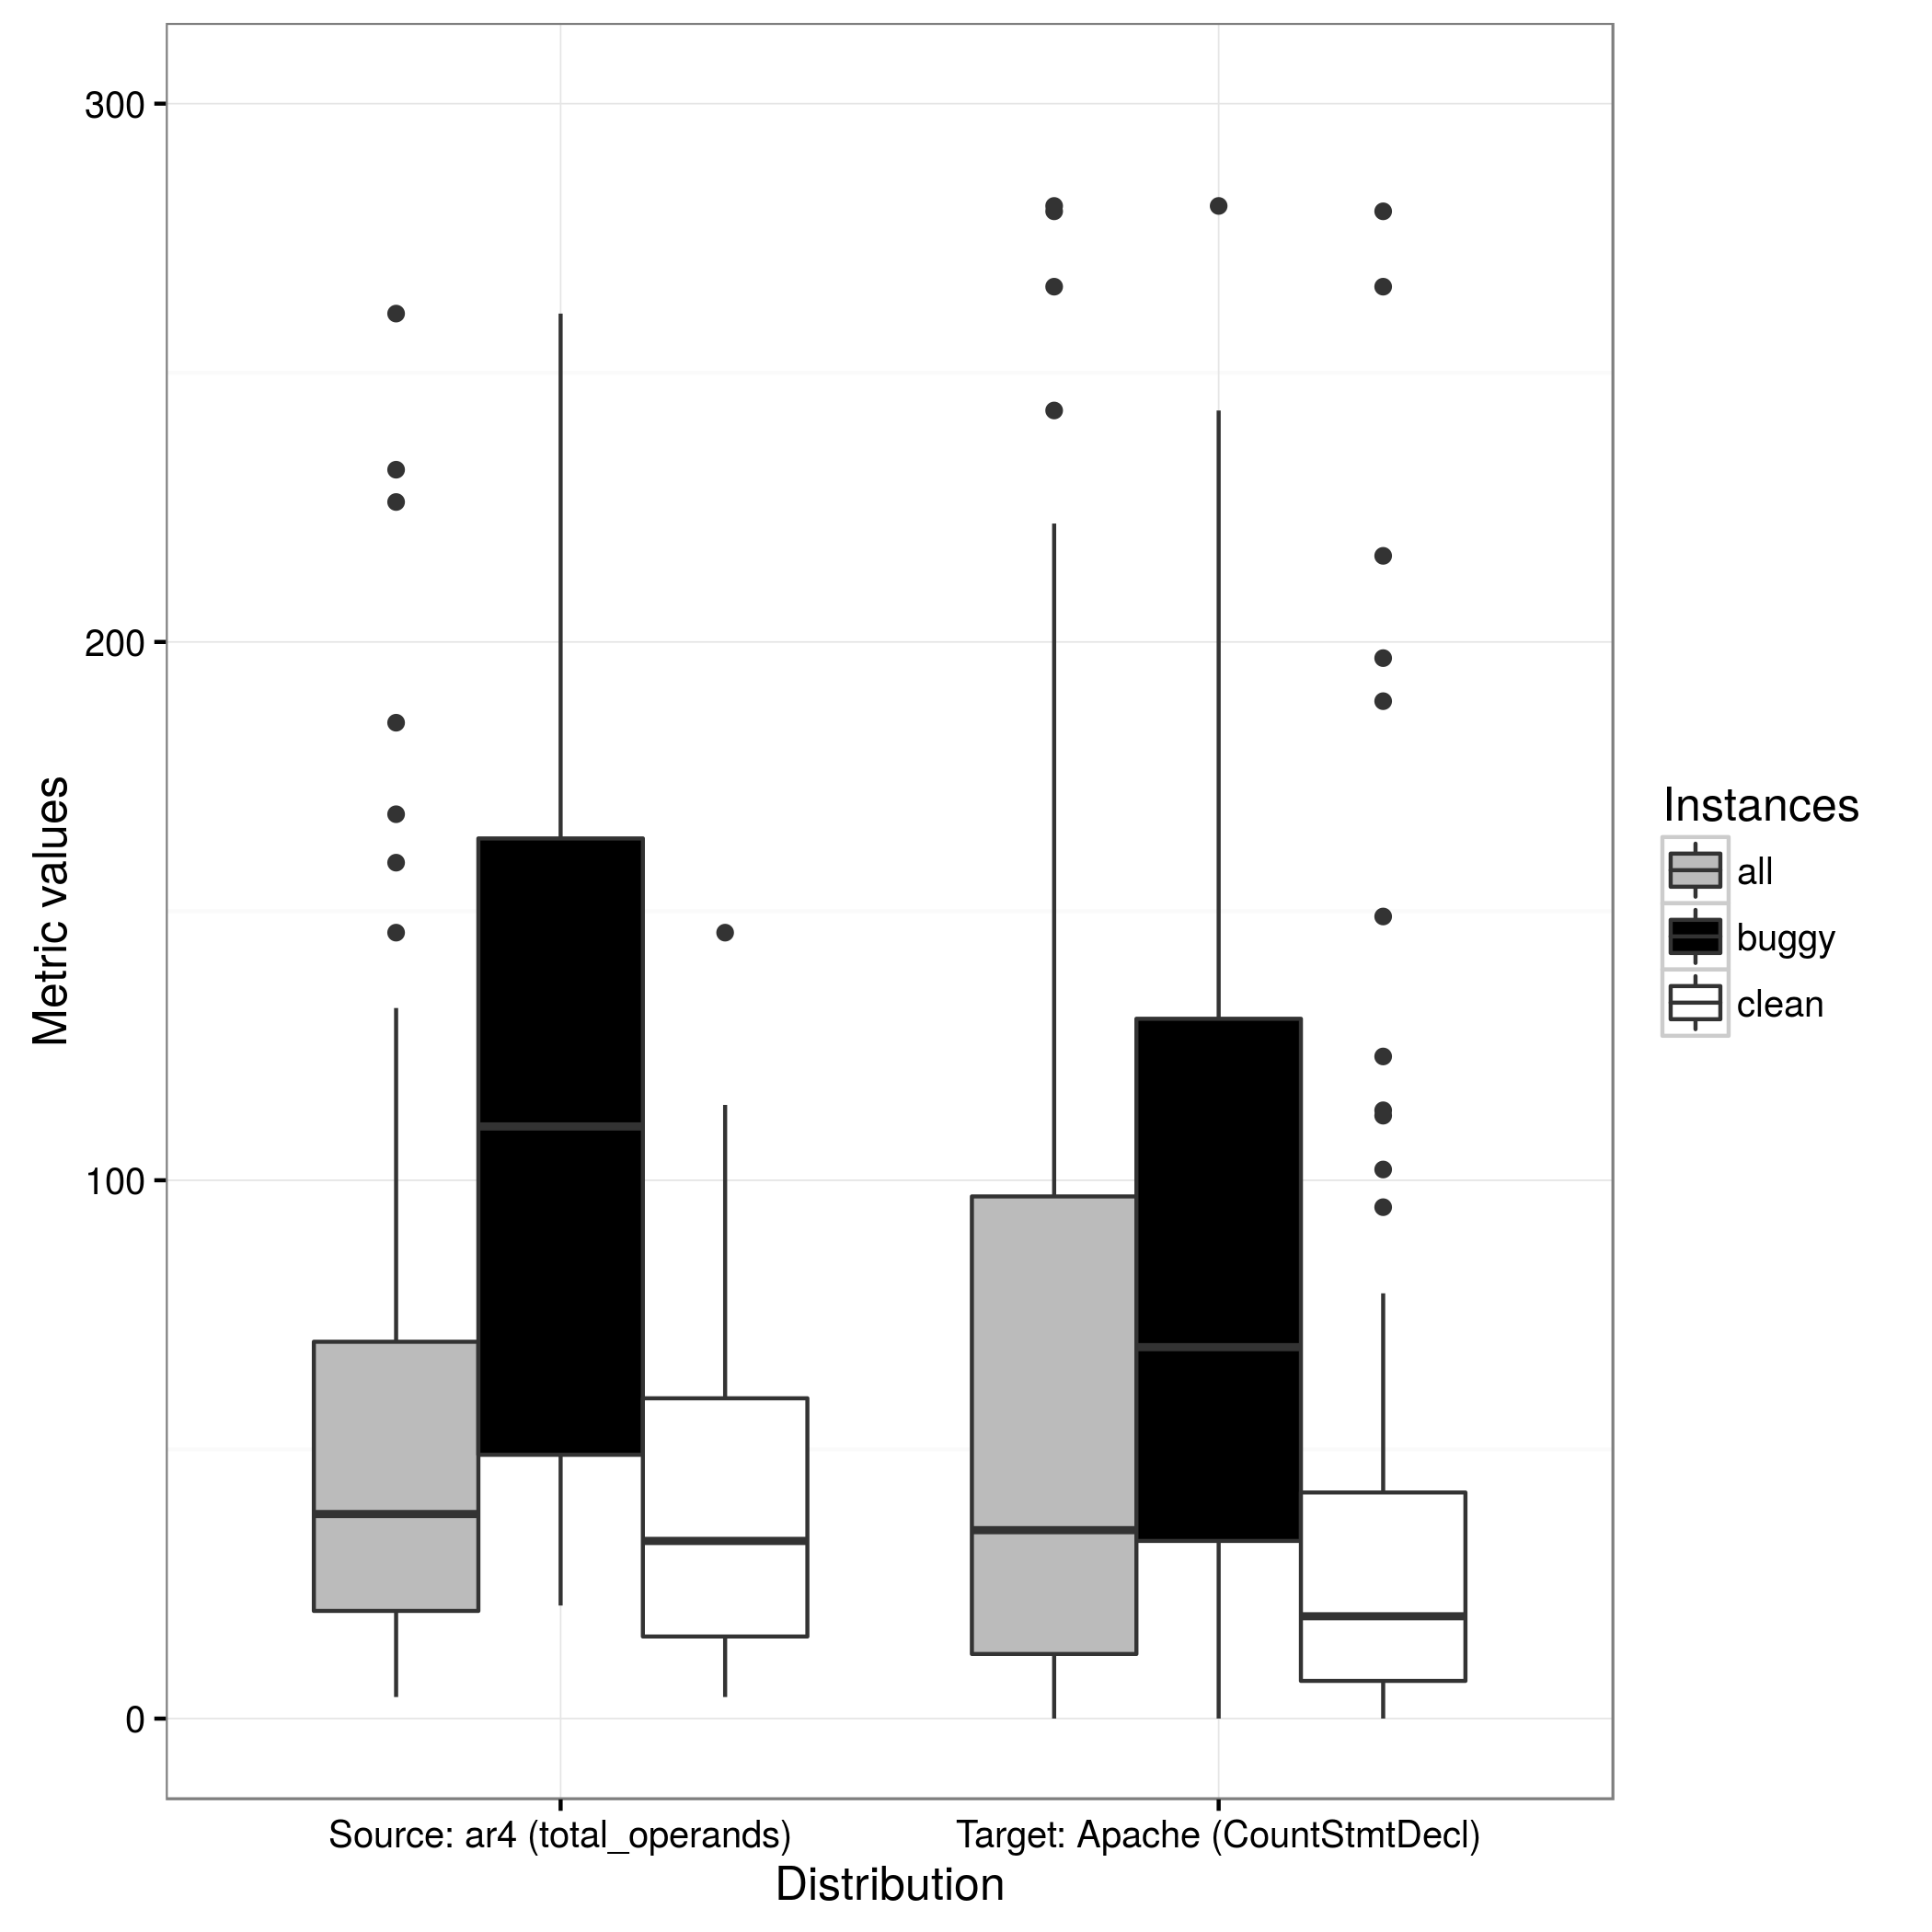 300
200
100
0
Metric values
Source: ar4 (total_operands)
Target: Apache (CountStmtDecl)
Distribution
Instances
all
buggy
clean